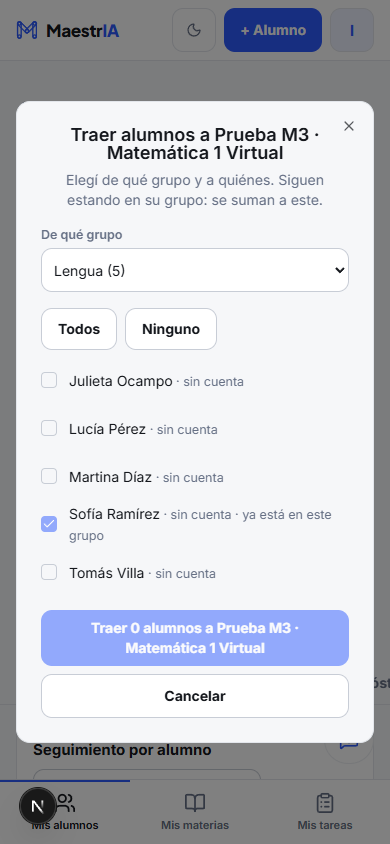 MaestrIA
+ Alumno
I
Traer alumnos a Prueba M3 ·
Matemática 1 Virtual
Elegí de qué grupo y a quiénes. Siguen
estando en su grupo: se suman a este.
De qué grupo
Lengua (5)
Todos
Ninguno
Julieta Ocampo · sin cuenta
Lucía Pérez · sin cuenta
Martina Díaz · sin cuenta
Sofía Ramírez · sin cuenta · ya está en este
grupo
Tomás Villa · sin cuenta
Traer 0 alumnos a Prueba M3 ·
Matemática 1 Virtual
Cancelar
Seguimiento por alumno
N
Mis alumnos
Mis materias
Mis tareas